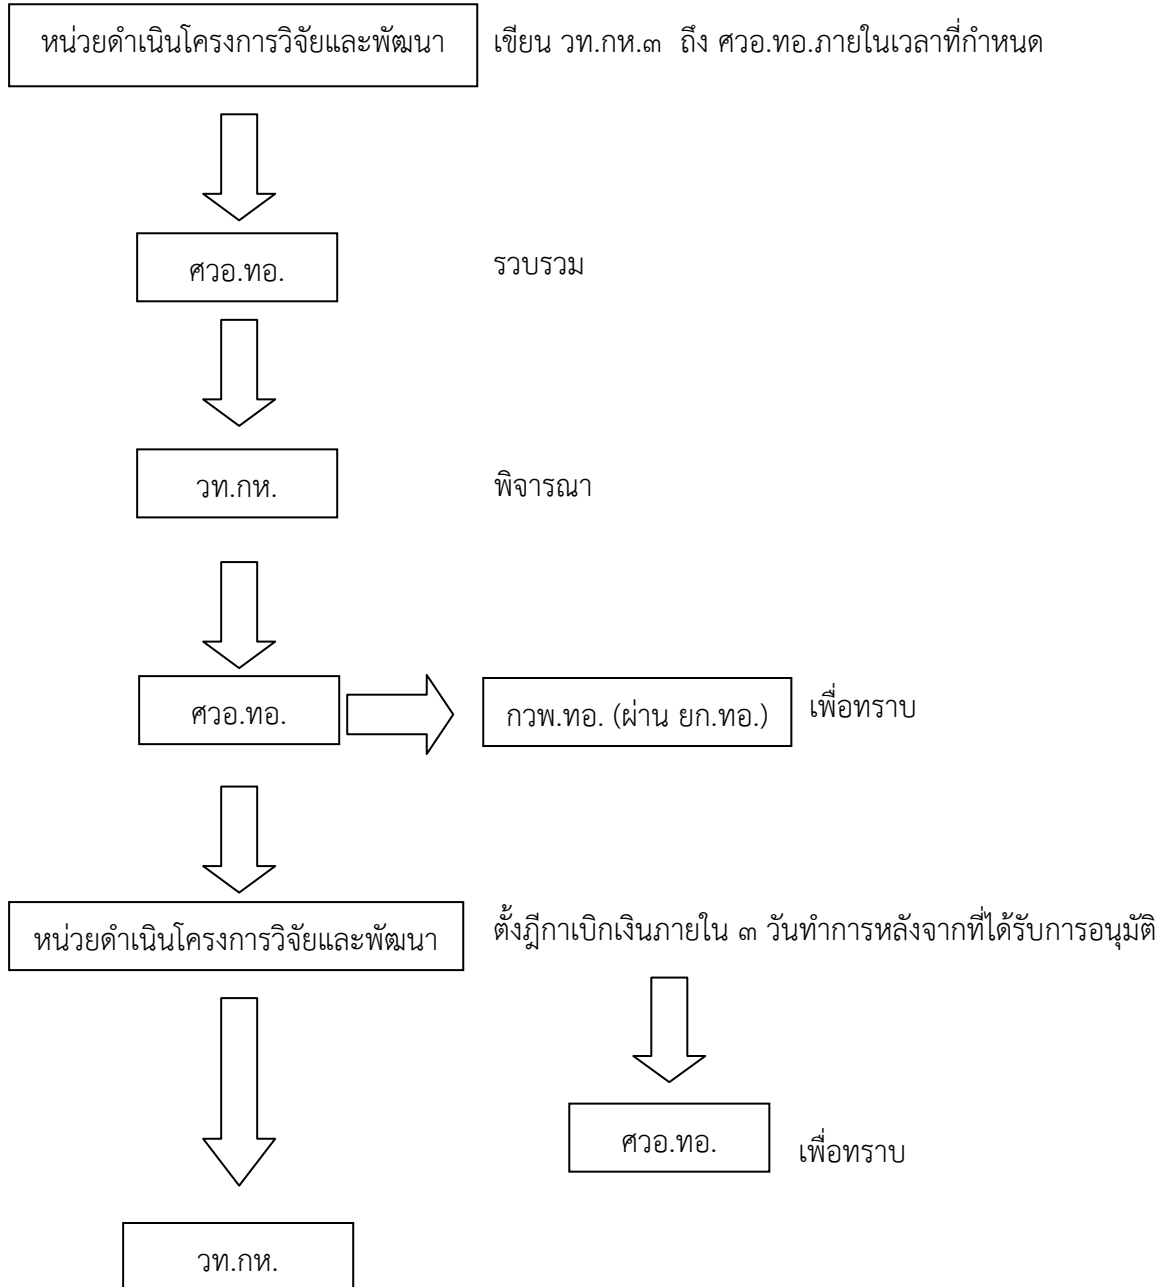 หน่วยดำเนินโครงการวิจัยและพัฒนา เขียน วท.กห.๓ ถึง ศวอ.ทอ.ภายในเวลาที่กำหนด
ศวอ.ทอ. รวบรวม
วท.กห. พิจารณา
ศวอ.ทอ. กวพ.ทอ. (ผ่าน ยก.ทอ.) เพื่อทราบ
หน่วยดำเนินโครงการวิจัยและพัฒนา ตั้งฎีกาเบิกเงินภายใน ๓ วันทำการหลังจากที่ได้รับการอนุมัติ
ศวอ.ทอ. เพื่อทราบ
วท.กห.